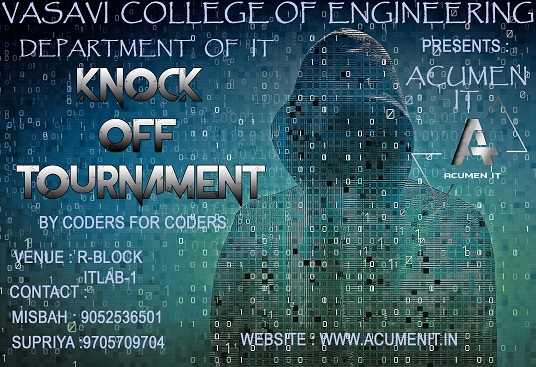 VASAVI COLLEGE OF ENGINEERING
DEPARTMENT OF IT
PRESENTS :
ACUMEN
IT
ACUMEN IT
KNOCK
OFF
TOURNAMENT
BY CODERS FOR CODERS
VENUE : R-BLOCK
ITLAB-1
CONTACT :
MISBAH : 9052536501
SUPRIYA :9705709704
WEBSITE : WWW.ACUMENIT.IN